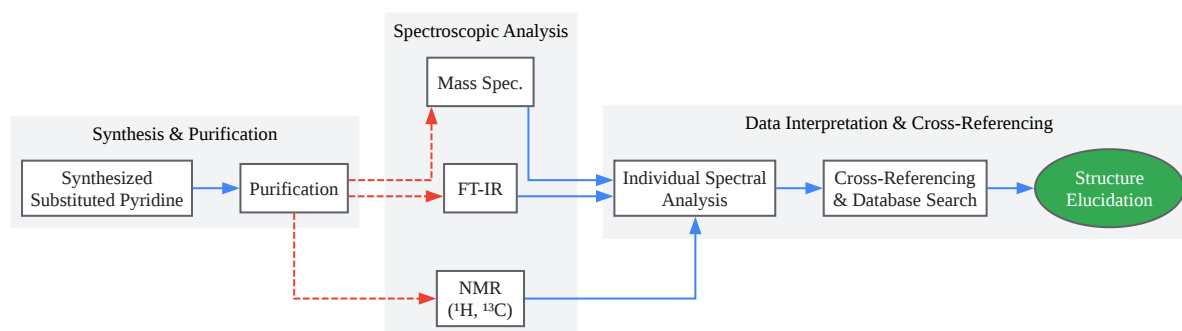 Spectroscopic Analysis
Mass Spec.
Synthesis & Purification
Data Interpretation & Cross-Referencing
Synthesized
Substituted Pyridine
Purification
FT-IR
Individual Spectral
Analysis
Cross-Referencing
& Database Search
Structure
Elucidation
NMR
(¹H, ¹³C)